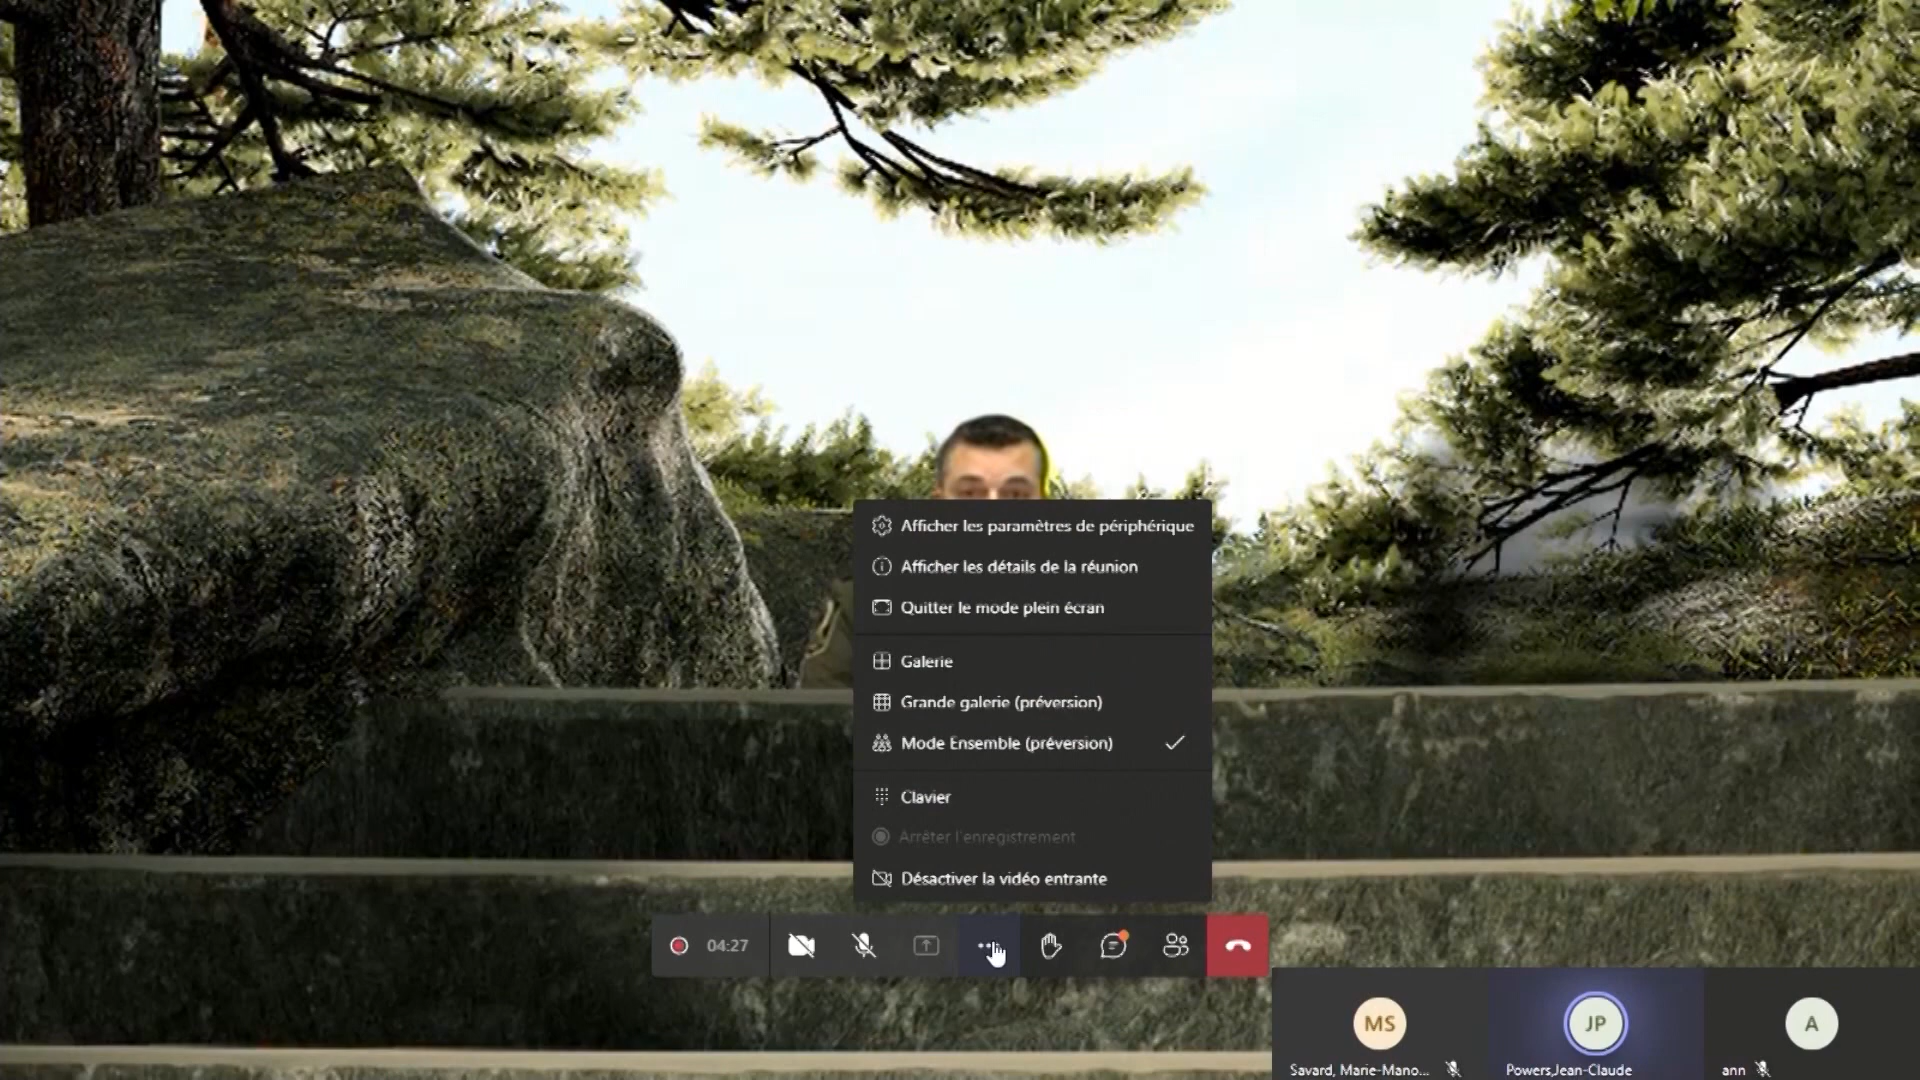 Afficher les paramètres de périphérique
Afficher les détails de la réunion
Quitter le mode plein écran
Galerie
Grande galerie (préversion)
Mode Ensemble (préversion)
Clavier
Arrêter l'enregistrement
Désactiver la vidéo entrante
04:27
MS
JP
A
Savard, Marie-Mano...
Powers,Jean-Claude
ann